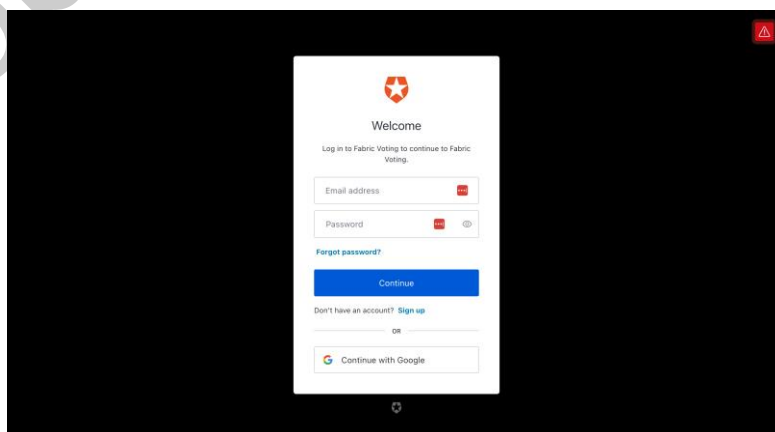 Welcome
Log in to Fabric Voting to continue to Fabric
Voting.
Email address
Password
Forgot password?
Continue
Don't have an account? Sign up
OR
Continue with Google